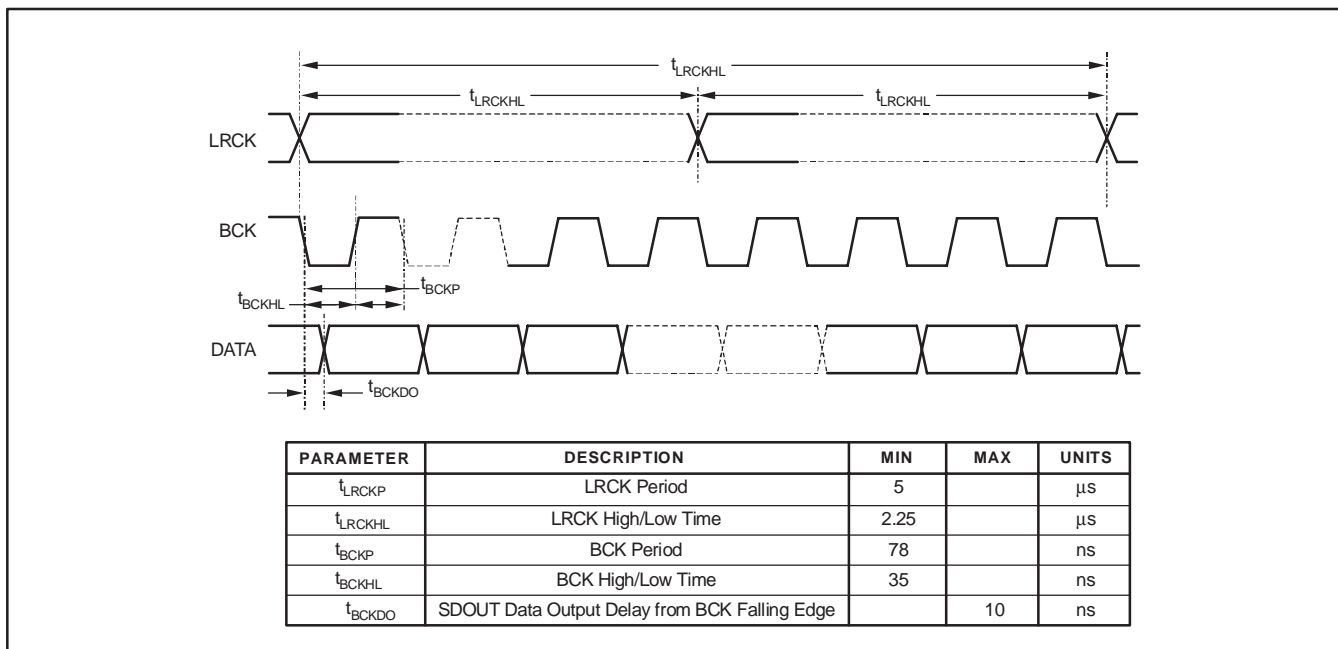 tLRCKHL
tLRCKHL tLRCKHL
LRCK
BCK
tBCKHL tBCKP
DATA
tBCKDO
PARAMETER DESCRIPTION MIN MAX UNITS
tLRCKP LRCK Period 5 μs
tLRCKHL LRCK High/Low Time 2.25 μs
tBCKP BCK Period 78 ns
tBCKHL BCK High/Low Time 35 ns
tBCKDO SDOUT Data Output Delay from BCK Falling Edge 10 ns